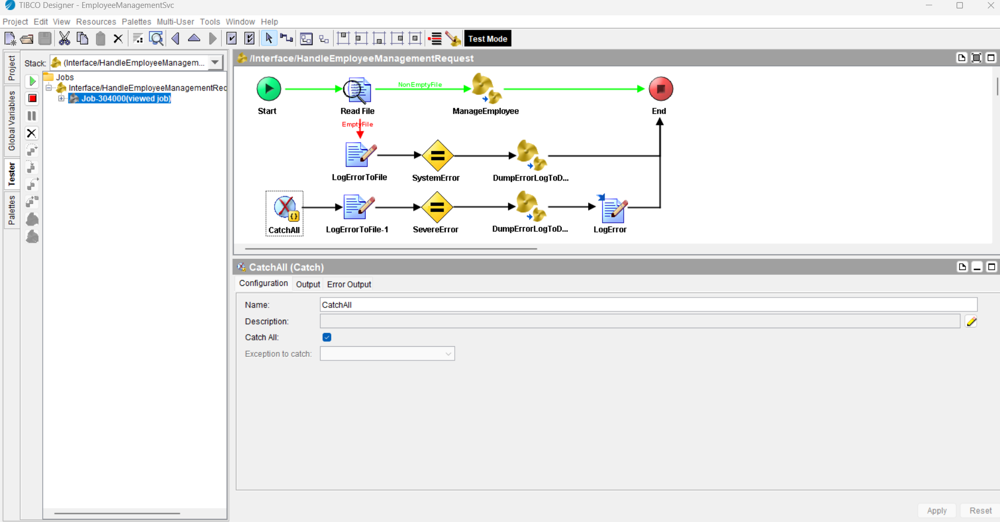 TIBCO Designer - EmployeeManagementSvc
Project Edit View Resources Palettes Multi-User Tools Window Help
Test Mode
Project
Global Variables
Tester
Palettes
Stack: (Interface/HandleEmployeeManagem...
Jobs
Interface/HandleEmployeeManagementRec
Job-304000(viewed job)
/Interface/HandleEmployeeManagementRequest
NonEmptyFile
Start
Read File
ManageEmployee
End
EmptyFile
LogErrorToFile
SystemError
DumpErrorLogToD...
CatchAll
LogErrorToFile-1
SevereError
DumpErrorLogToD...
LogError
CatchAll (Catch)
Configuration Output Error Output
Name: CatchAll
Description:
Catch All:
Exception to catch:
Apply Reset